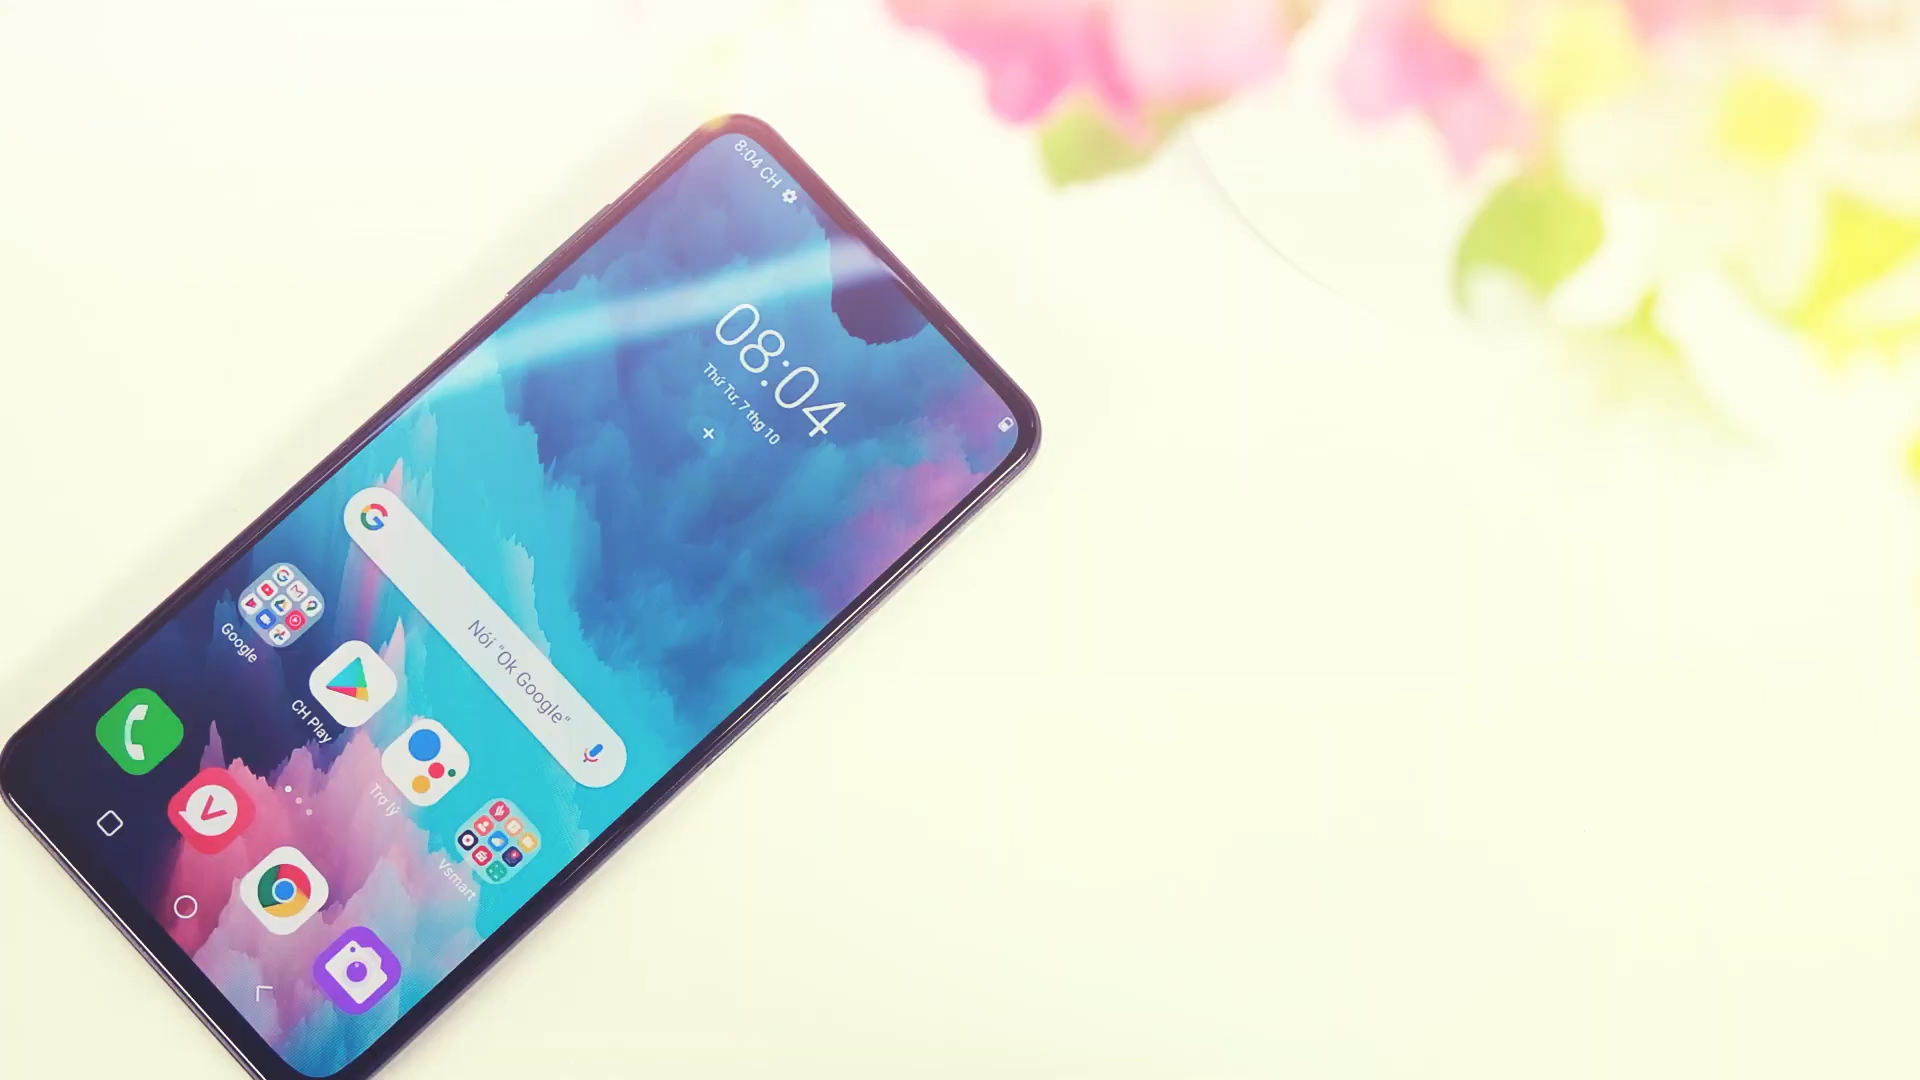 8:04 CH
08:04
Thứ Tư, 7 thg 10
Nói "Ok Google"
Google
CH Play
Trợ lý
Vsmart